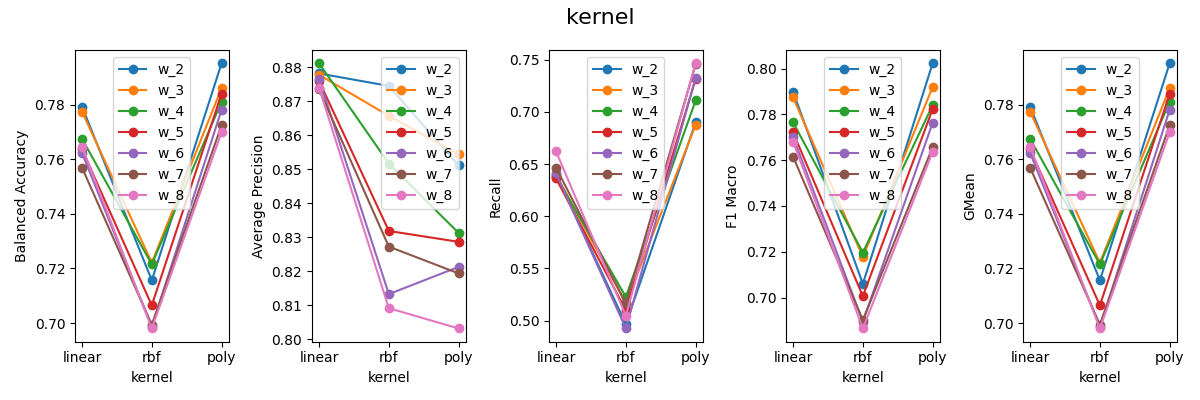 kernel
Balanced Accuracy
0.78
0.76
0.74
0.72
0.70
linear rbf poly
kernel
w_2
w_3
w_4
w_5
w_6
w_7
w_8
Average Precision
0.88
0.87
0.86
0.85
0.84
0.83
0.82
0.81
0.80
linear rbf poly
kernel
w_2
w_3
w_4
w_5
w_6
w_7
w_8
Recall
0.75
0.70
0.65
0.60
0.55
0.50
linear rbf poly
kernel
w_2
w_3
w_4
w_5
w_6
w_7
w_8
F1 Macro
0.80
0.78
0.76
0.74
0.72
0.70
linear rbf poly
kernel
w_2
w_3
w_4
w_5
w_6
w_7
w_8
GMean
0.78
0.76
0.74
0.72
0.70
linear rbf poly
kernel
w_2
w_3
w_4
w_5
w_6
w_7
w_8